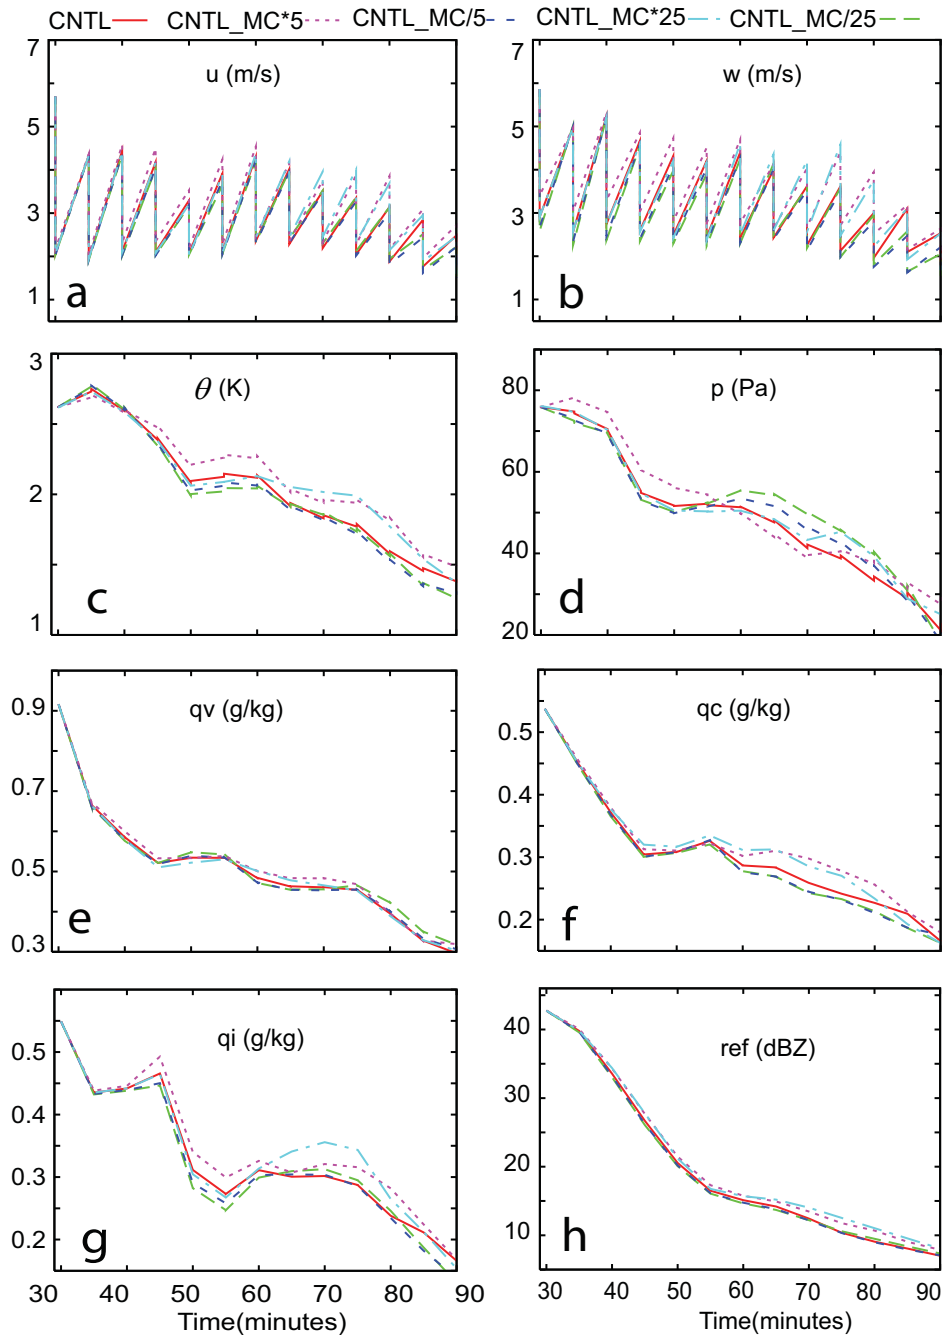 CNTL CNTL_MC*5 CNTL_MC/5 CNTL_MC*25 CNTL_MC/25
7 u (m/s) 7 w (m/s)
5 5
3 3
1 a 1 b
3 θ (K) 80 p (Pa)
60
2
40
1 c 20 d
0.9 qv (g/kg) qc (g/kg)
0.5
0.7
0.4
0.5 0.3
e 0.2 f
0.3
qi (g/kg) 40 ref (dBZ)
0.5
30
0.4
20
0.3
0.2 g 10 h
30 40 50 60 70 80 90 30 40 50 60 70 80 90
Time(minutes) Time(minutes)